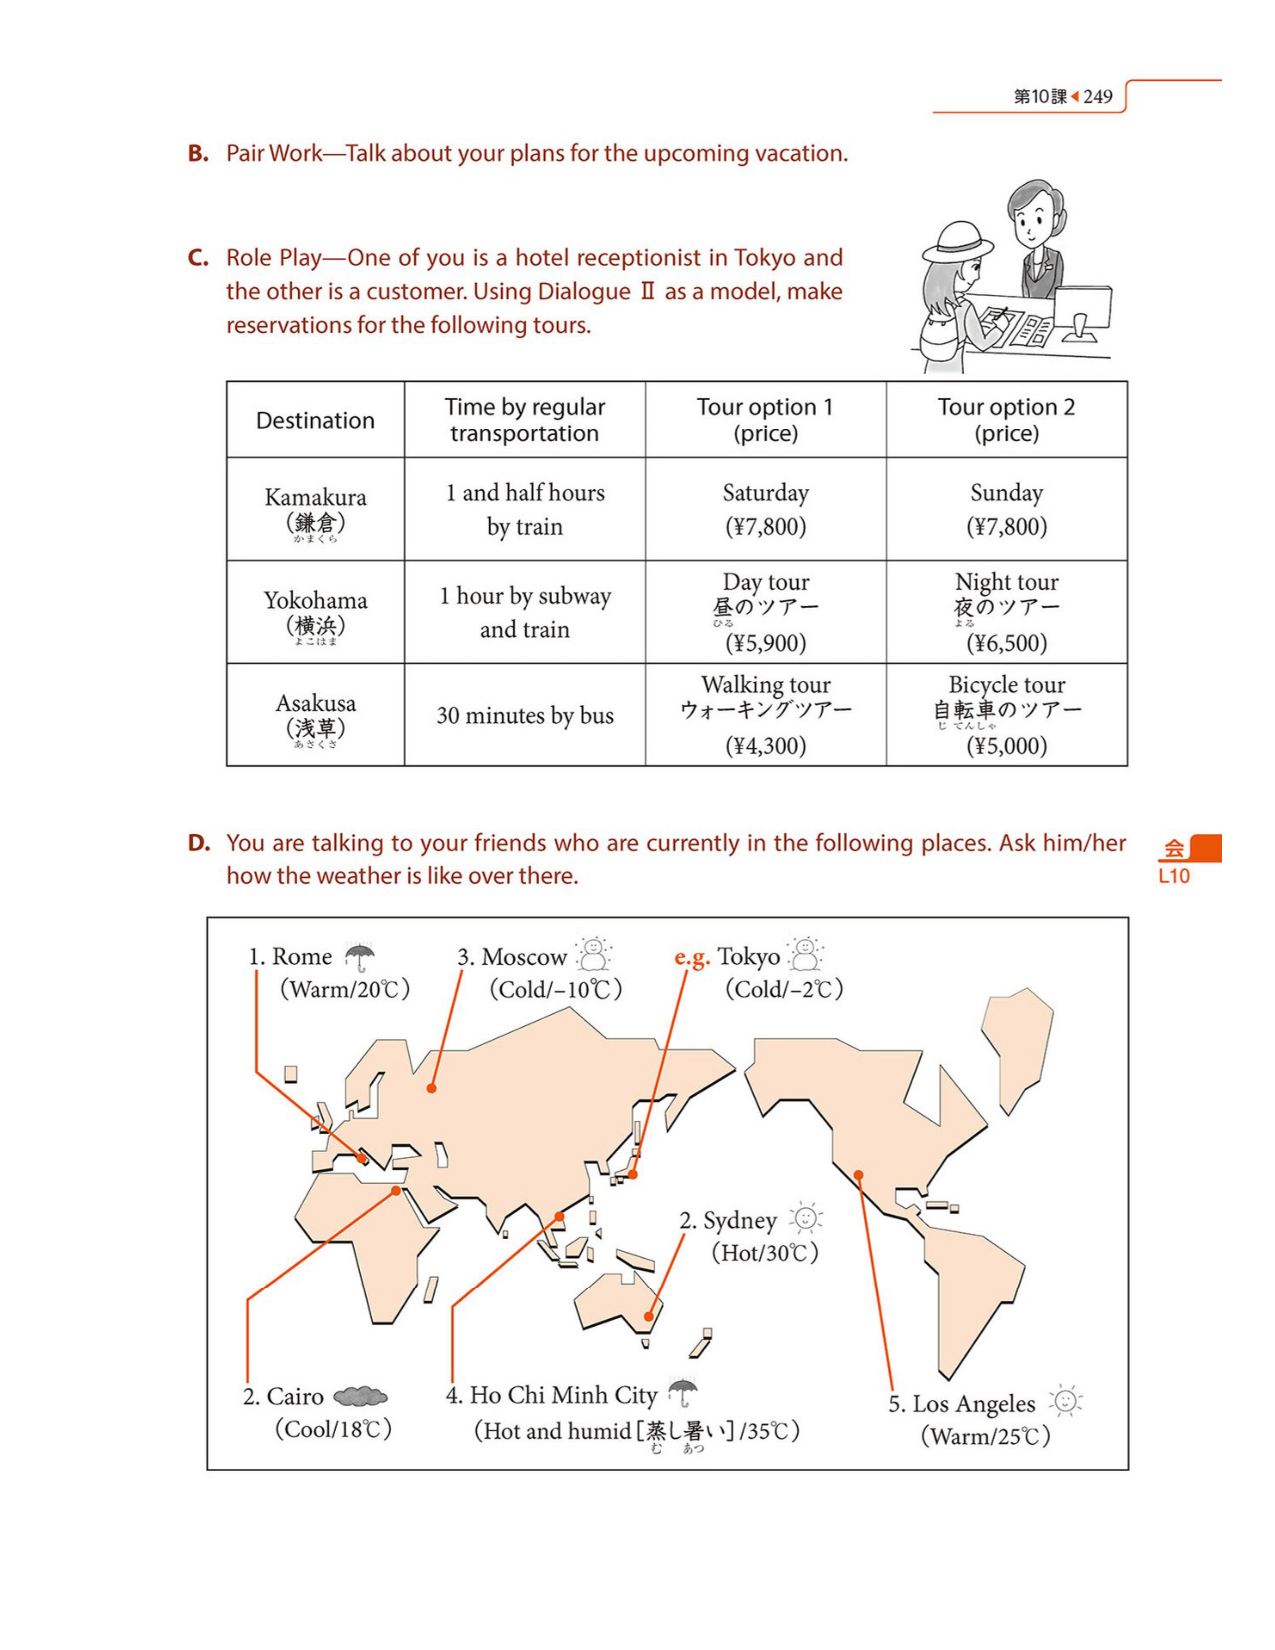 第10課 ◀ 249
B. Pair Work—Talk about your plans for the upcoming vacation.
C. Role Play—One of you is a hotel receptionist in Tokyo and
the other is a customer. Using Dialogue Ⅱ as a model, make
reservations for the following tours.
Destination
Time by regular
transportation
Tour option 1
(price)
Tour option 2
(price)
Kamakura
(鎌倉)
かまくら
1 and half hours
by train
Saturday
(¥7,800)
Sunday
(¥7,800)
Yokohama
(横浜)
よこはま
1 hour by subway
and train
Day tour
昼のツアー
ひる
(¥5,900)
Night tour
夜のツアー
よる
(¥6,500)
Asakusa
(浅草)
あさくさ
30 minutes by bus
Walking tour
ウォーキングツアー
(¥4,300)
Bicycle tour
自転車のツアー
じてんしゃ
(¥5,000)
D. You are talking to your friends who are currently in the following places. Ask him/her
how the weather is like over there.
会
L10
1. Rome
(Warm/20℃)
3. Moscow
(Cold/–10℃)
e.g. Tokyo
(Cold/–2℃)
2. Sydney
(Hot/30℃)
2. Cairo
(Cool/18℃)
4. Ho Chi Minh City
(Hot and humid [蒸し暑い] /35℃)
む あつ
5. Los Angeles
(Warm/25℃)